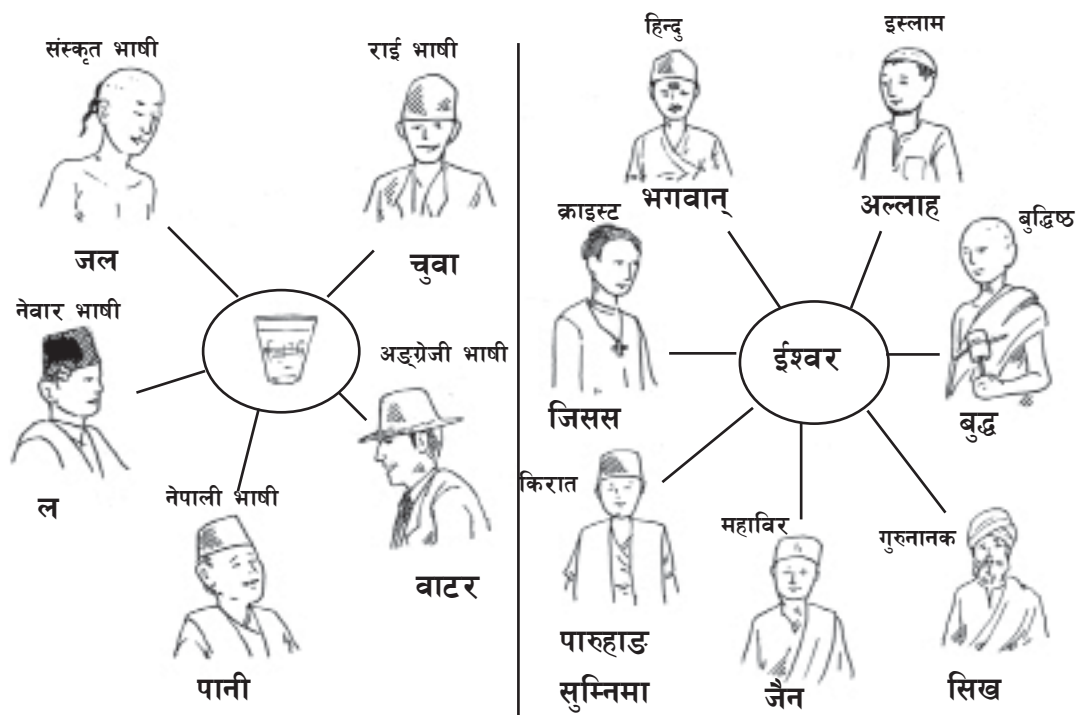 संस्कृत भाषी
जल
राई भाषी
चुवा
नेवार भाषी
ल
अङ्ग्रेजी भाषी
वाटर
नेपाली भाषी
पानी
हिन्दु
भगवान्
इस्लाम
अल्लाह
क्राइस्ट
जिसस
बुद्धिष्ठ
बुद्ध
ईश्वर
किरात
पारुहाङ
सुम्निमा
महाविर
जैन
गुरुनानक
सिख